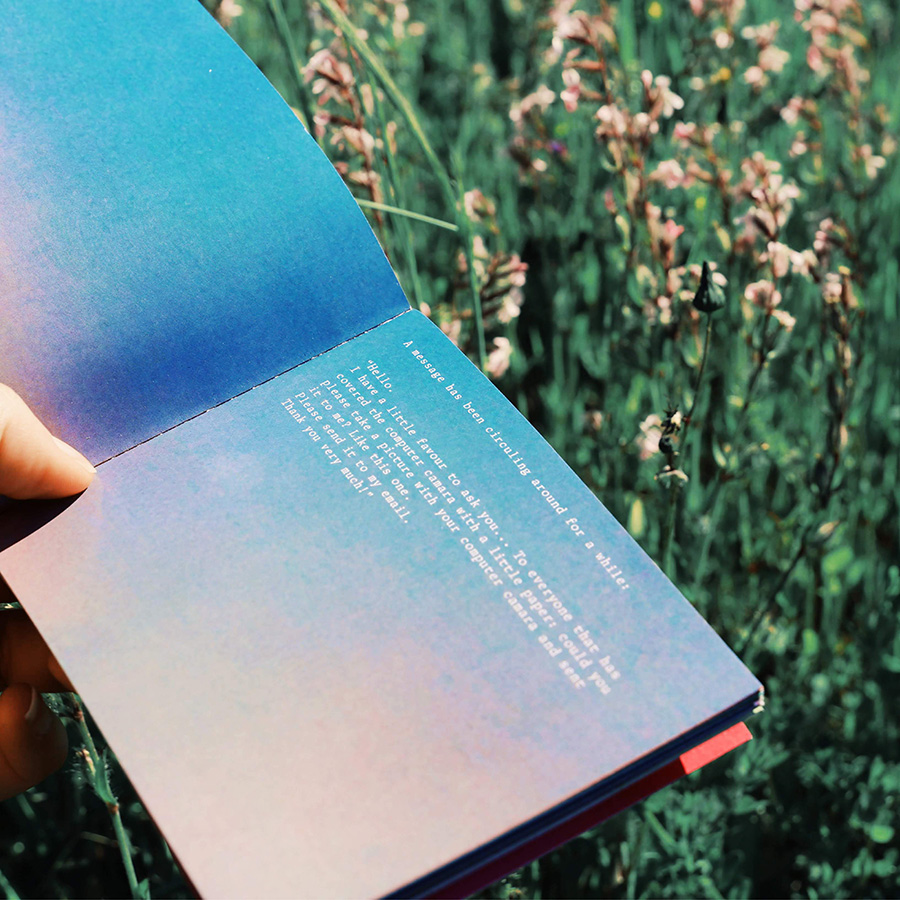 A message has been circuling around for a while:
"Hello.
I have a little favour to ask you... To everyone that has
covered the computer camara with a little paper: could you
please take a picture with your computer camara and sent
it to me? Like this one.
Please send it to my email.
Thank you very much!"